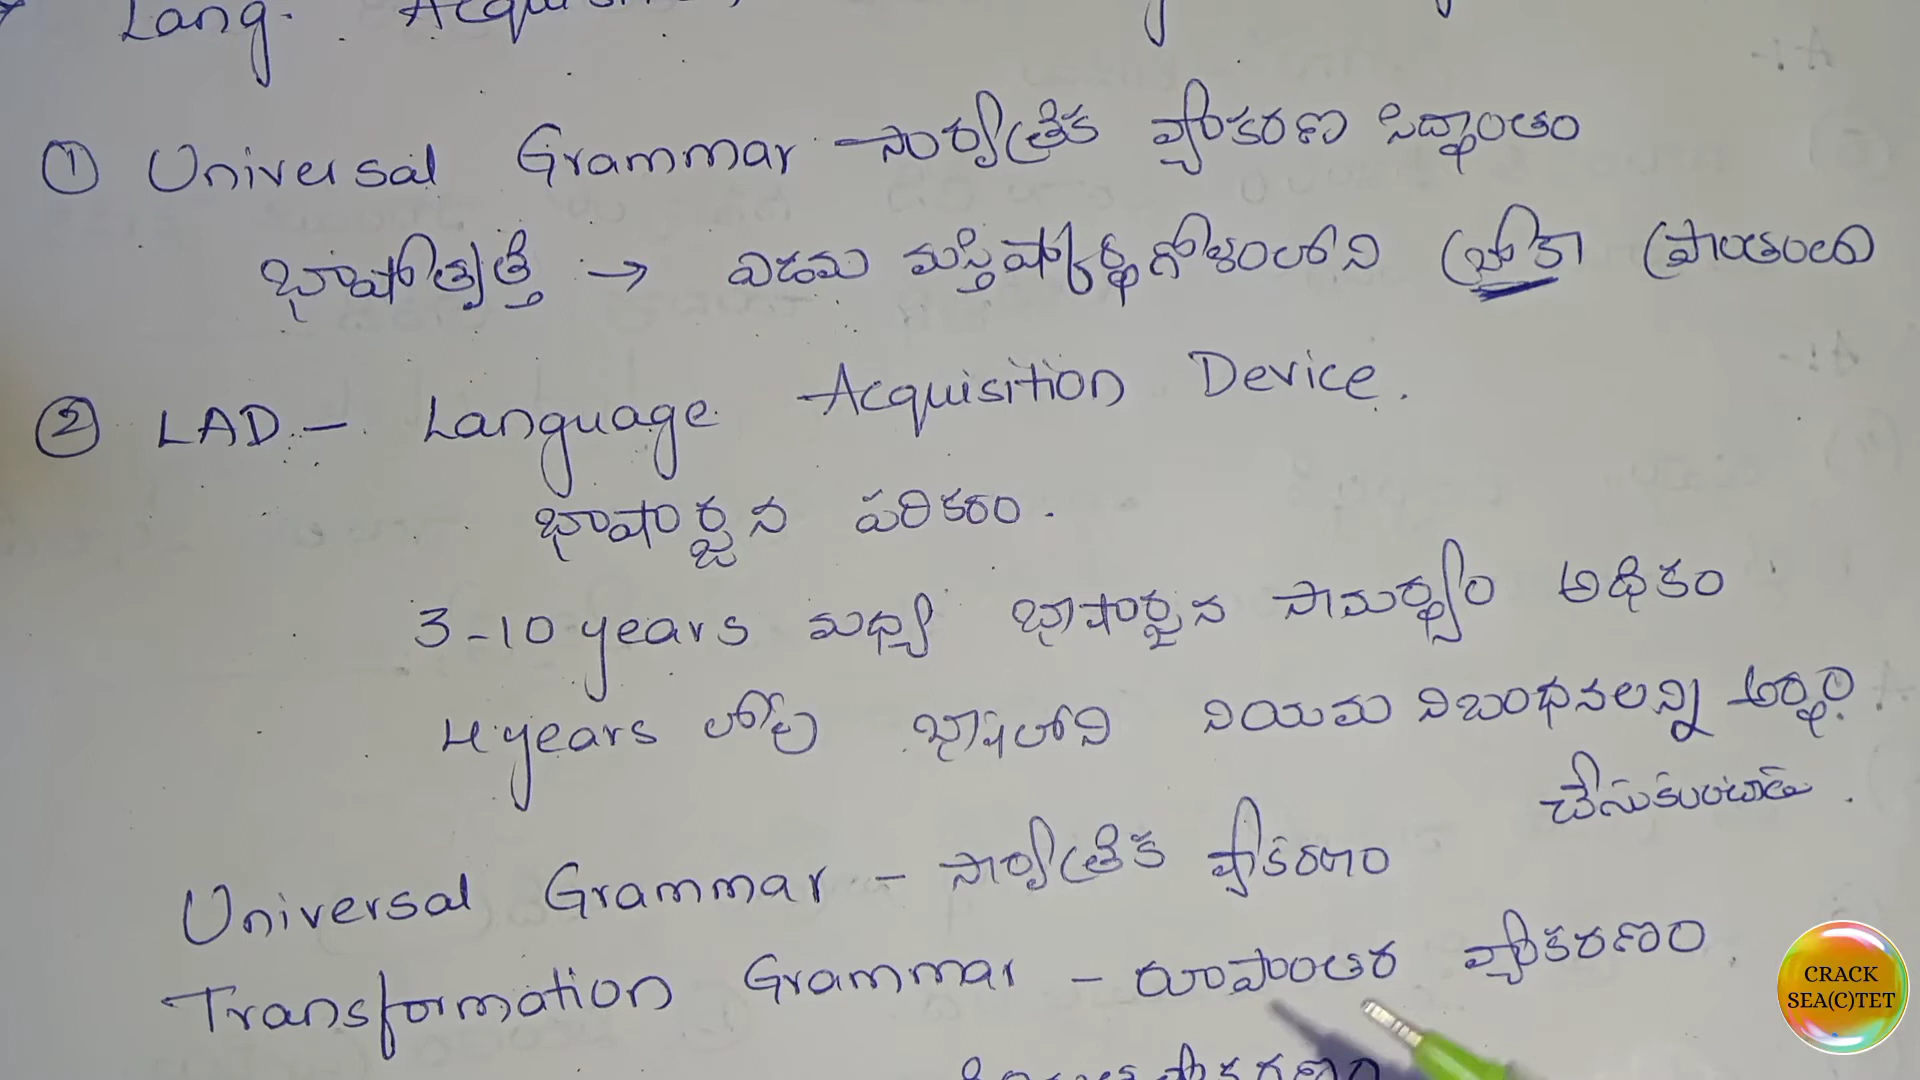 Lang.
① Universal Grammar - సార్వత్రిక వ్యాకరణ సిద్ధాంతం
భాషోత్పత్తి → ఎడమ మస్తిష్కార్ధగోళంలోని బ్రోకా ప్రాంతంలో
② LAD - Language Acquisition Device.
భాషార్జన పరికరం.
3-10 years మధ్య భాషార్జన సామర్థ్యం అధికం
4 years లోపు భాషలోని నియమ నిబంధనలన్ని అర్థం
చేసుకుంటాడు.
Universal Grammar - సార్వత్రిక వ్యాకరణం
Transformation Grammar - రూపాంతర వ్యాకరణం
CRACK
SEA(C)TET